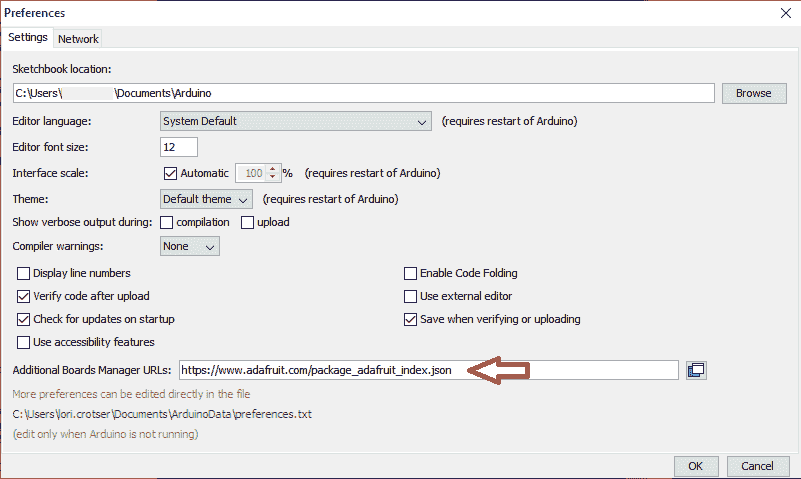 Preferences
Settings Network
Sketchbook location:
C:\Users\ \Documents\Arduino Browse
Editor language: System Default (requires restart of Arduino)
Editor font size: 12
Interface scale: Automatic 100 % (requires restart of Arduino)
Theme: Default theme (requires restart of Arduino)
Show verbose output during: compilation upload
Compiler warnings: None
Display line numbers Enable Code Folding
Verify code after upload Use external editor
Check for updates on startup Save when verifying or uploading
Use accessibility features
Additional Boards Manager URLs: https://www.adafruit.com/package_adafruit_index.json
More preferences can be edited directly in the file
C:\Users\lori.crotser\Documents\ArduinoData\preferences.txt
(edit only when Arduino is not running)
OK Cancel